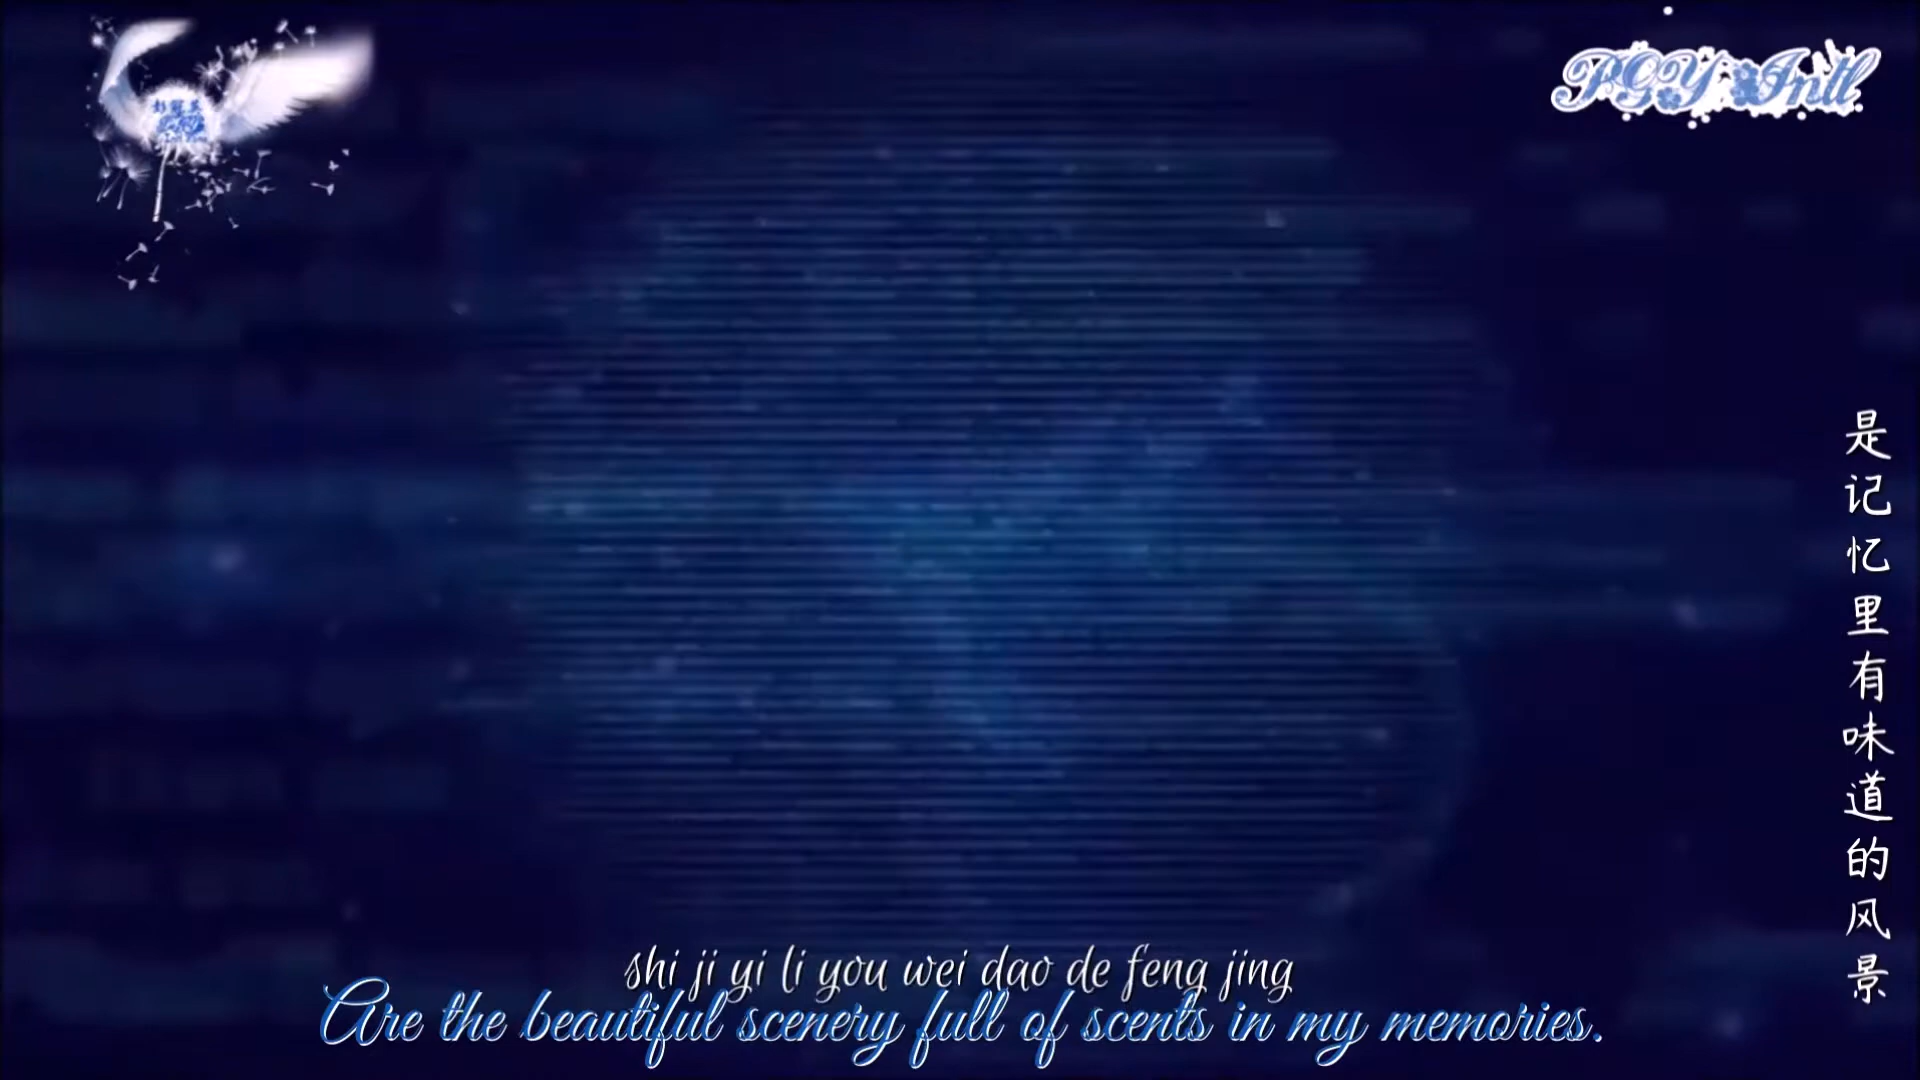 PGY Intl.
是记忆里有味道的风景
shi ji yi li you wei dao de feng jing
Are the beautiful scenery full of scents in my memories.